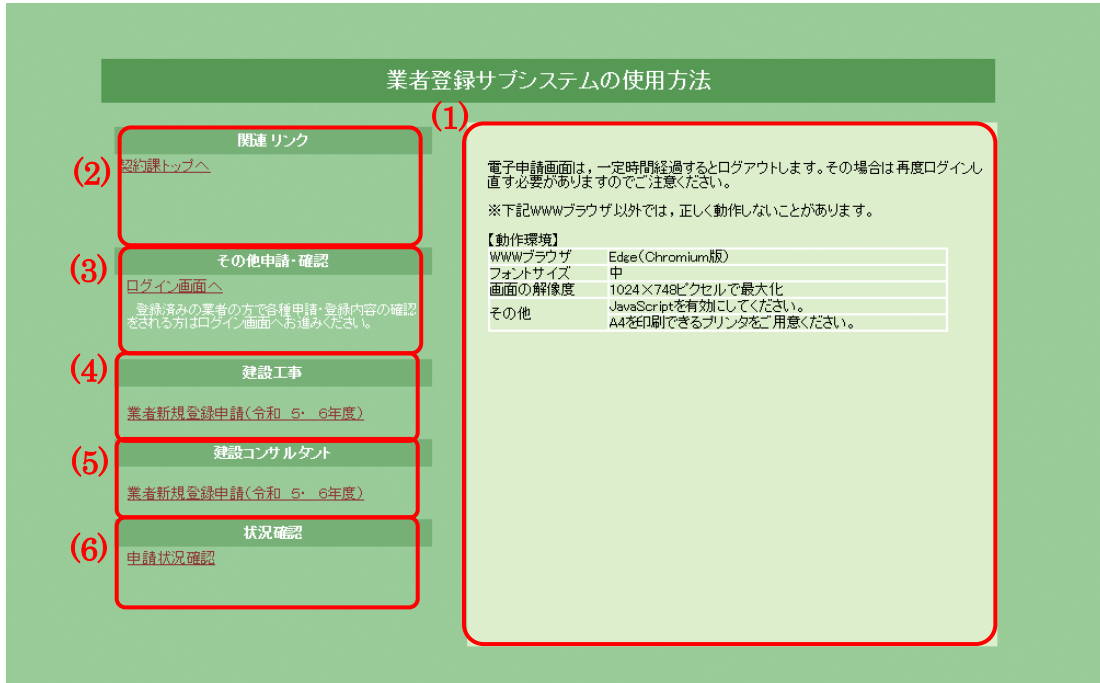 業者登録サブシステムの使用方法
(1)
(2)
関連リンク
契約課トップへ
(3)
その他申請・確認
ログイン画面へ
登録済みの業者の方で各種申請・登録内容の確認
をされる方はログイン画面へお進みください。
(4)
建設工事
業者新規登録申請(令和 5・ 6年度)
(5)
建設コンサルタント
業者新規登録申請(令和 5・ 6年度)
(6)
状況確認
申請状況確認
電子申請画面は，一定時間経過するとログアウトします。その場合は再度ログインし
直す必要がありますのでご注意ください。
※下記WWWブラウザ以外では，正しく動作しないことがあります。
【動作環境】
WWWブラウザ Edge(Chromium版)
フォントサイズ 中
画面の解像度 1024×748ピクセルで最大化
その他 JavaScriptを有効にしてください。
A4を印刷できるプリンタをご用意ください。